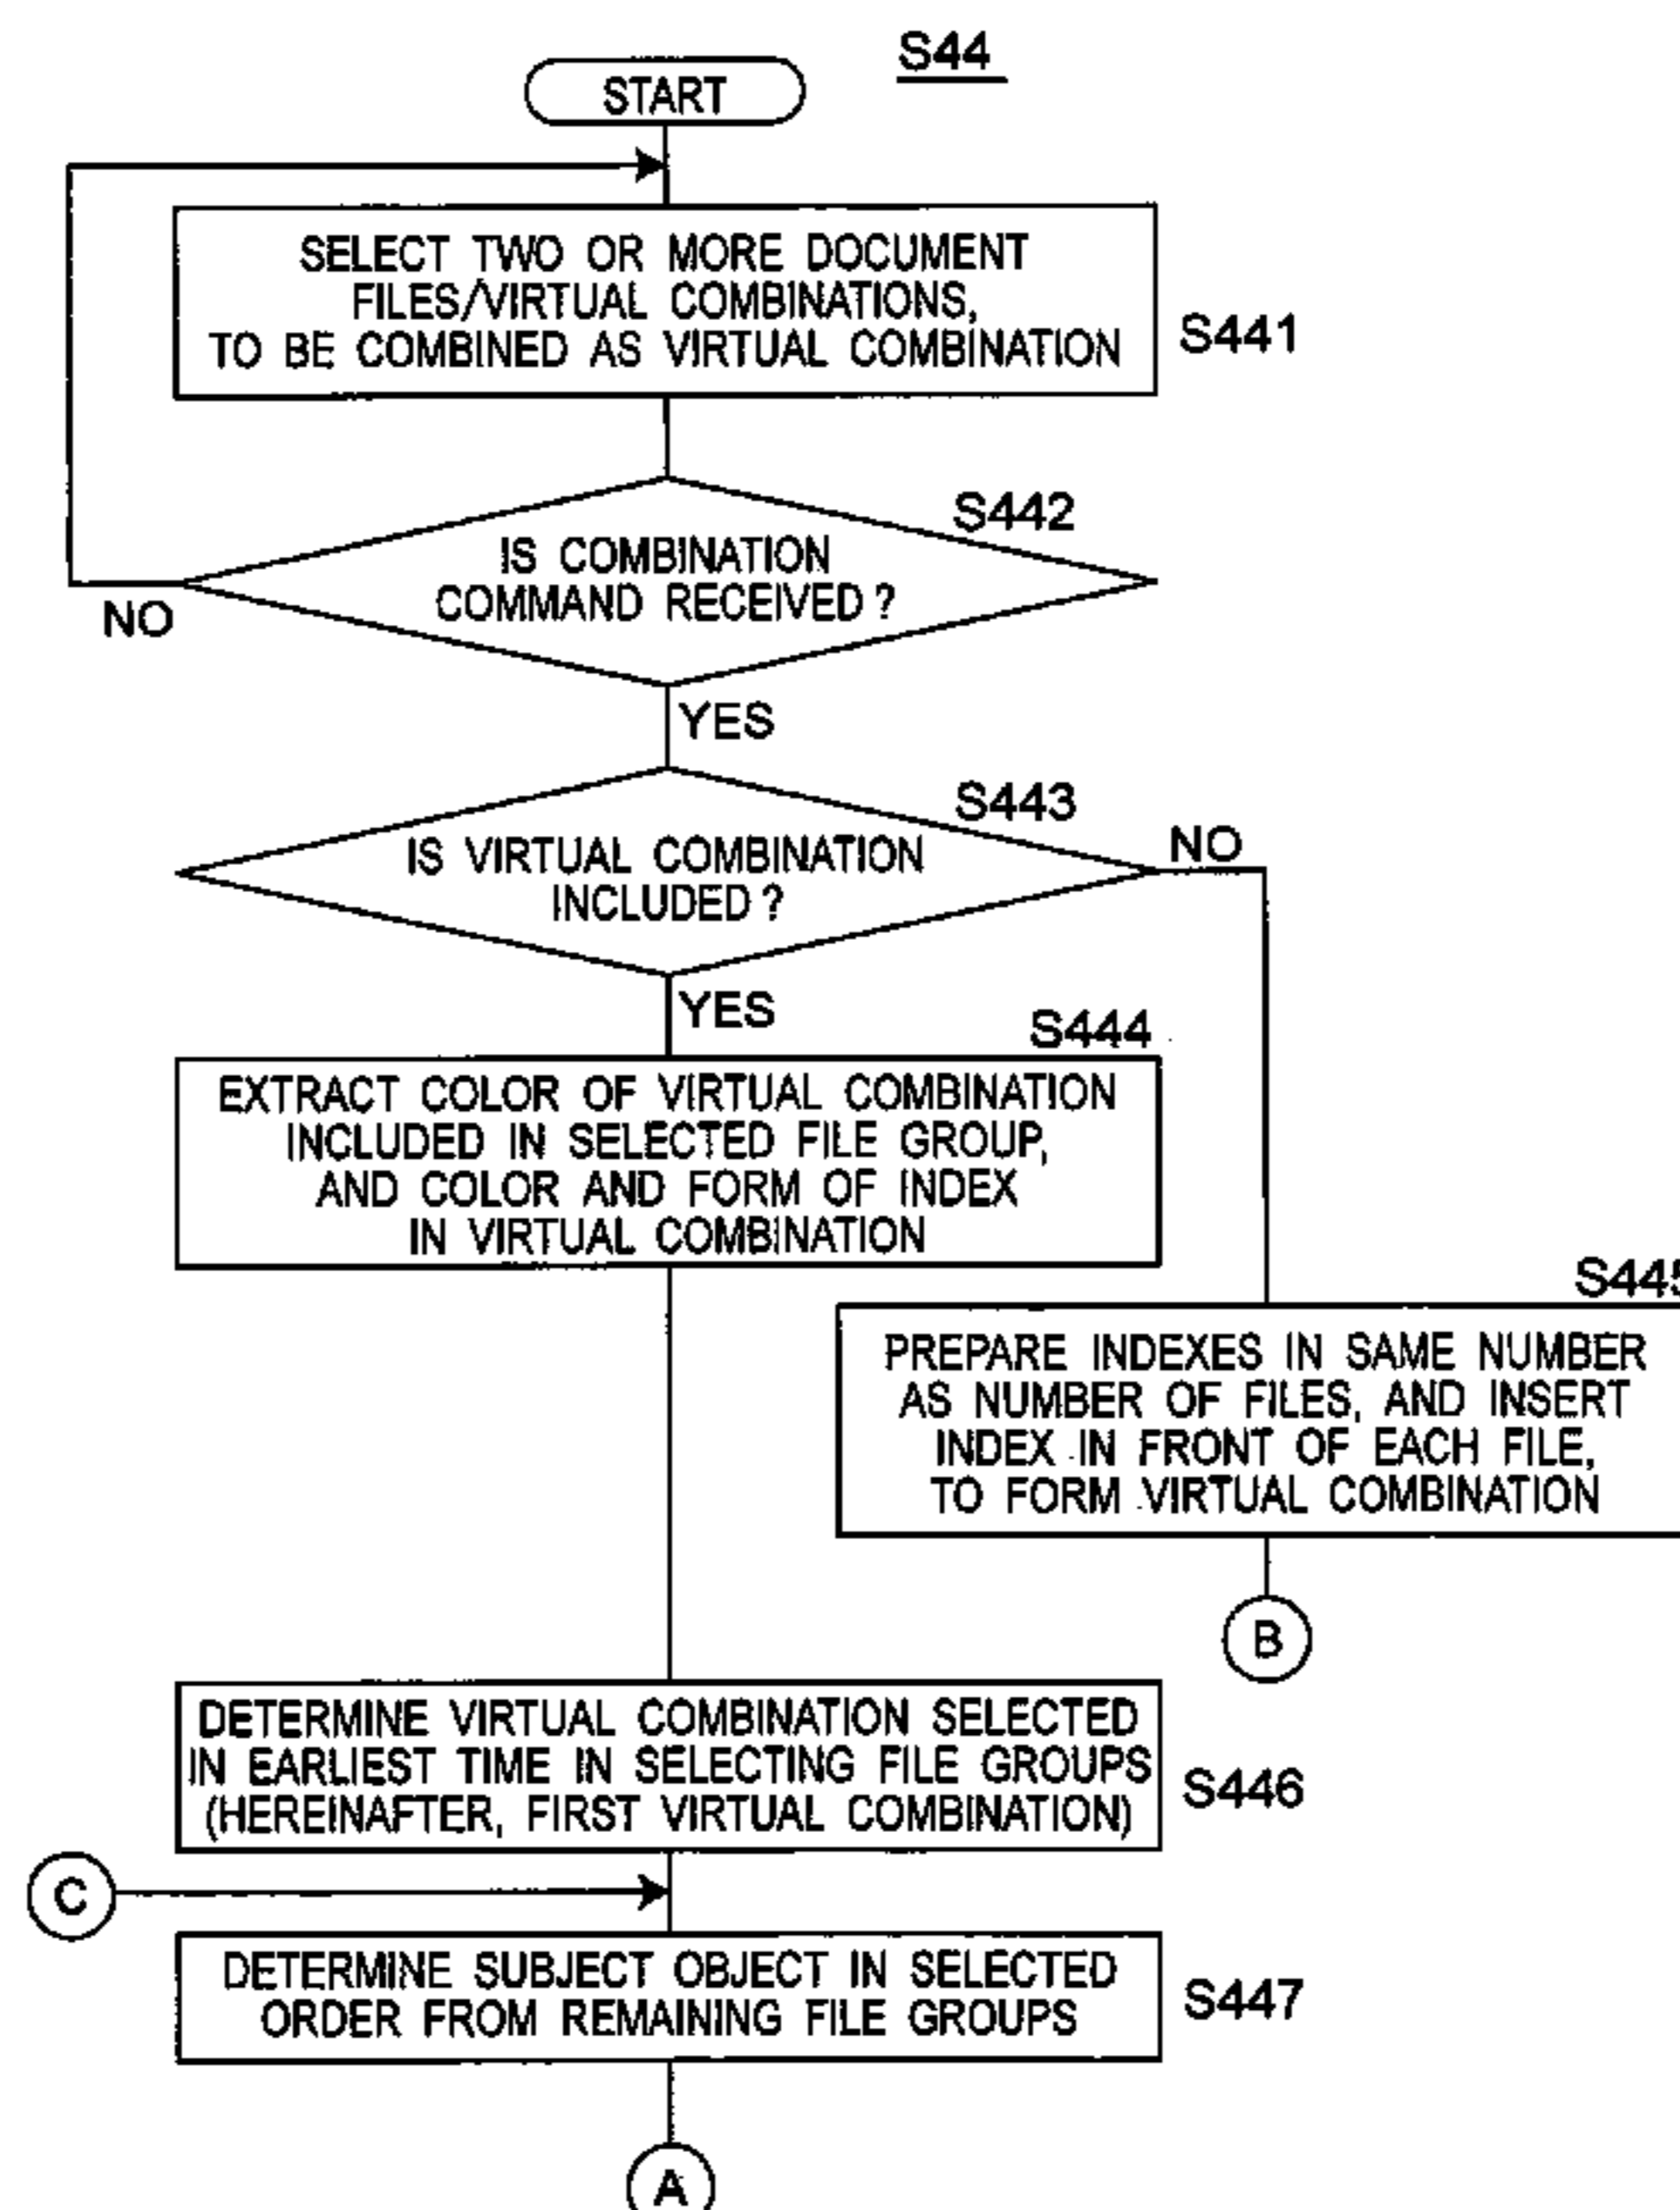 S44
START
SELECT TWO OR MORE DOCUMENT
FILES/VIRTUAL COMBINATIONS,
TO BE COMBINED AS VIRTUAL COMBINATION
S441
S442
IS COMBINATION
COMMAND RECEIVED?
NO
YES
S443
IS VIRTUAL COMBINATION
INCLUDED?
NO
YES
S444
EXTRACT COLOR OF VIRTUAL COMBINATION
INCLUDED IN SELECTED FILE GROUP,
AND COLOR AND FORM OF INDEX
IN VIRTUAL COMBINATION
S445
PREPARE INDEXES IN SAME NUMBER
AS NUMBER OF FILES, AND INSERT
INDEX IN FRONT OF EACH FILE,
TO FORM VIRTUAL COMBINATION
B
DETERMINE VIRTUAL COMBINATION SELECTED
IN EARLIEST TIME IN SELECTING FILE GROUPS
(HEREINAFTER, FIRST VIRTUAL COMBINATION)
S446
C
DETERMINE SUBJECT OBJECT IN SELECTED
ORDER FROM REMAINING FILE GROUPS
S447
A